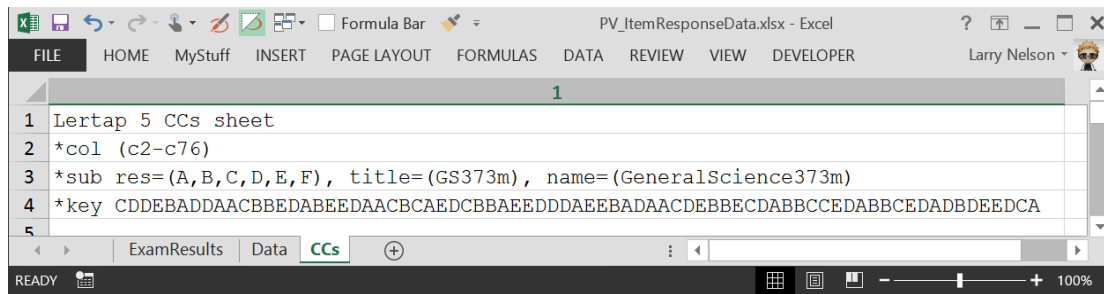 Formula Bar
PV_ItemResponseData.xlsx - Excel
?
FILE HOME MyStuff INSERT PAGE LAYOUT FORMULAS DATA REVIEW VIEW DEVELOPER Larry Nelson
1
1 Lertap 5 CCs sheet
2 *col (c2-c76)
3 *sub res=(A,B,C,D,E,F), title=(GS373m), name=(GeneralScience373m)
4 *key CDDEBADDAACBBEDABEEDAACBCAEDCBBAEEDDDAEEBADAACDEBBECDABBCCEDABBCEDADBDEEDCA
5
ExamResults Data CCs
READY 100%